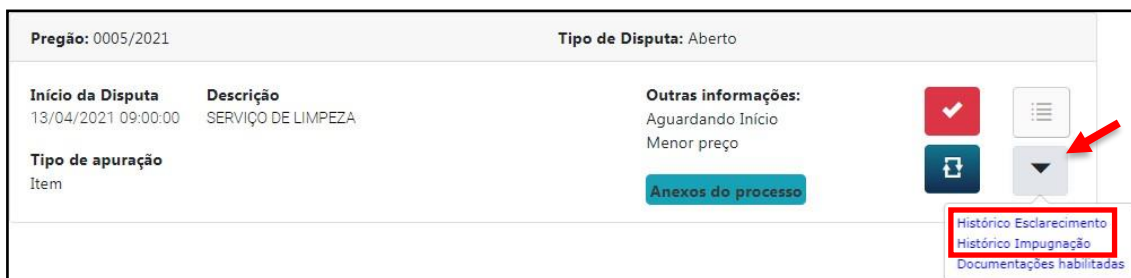 Pregão: 0005/2021
Tipo de Disputa: Aberto
Início da Disputa
13/04/2021 09:00:00
Descrição
SERVIÇO DE LIMPEZA
Tipo de apuração
Item
Outras informações:
Aguardando Início
Menor preço
Anexos do processo
Histórico Esclarecimento
Histórico Impugnação
Documentações habilitadas